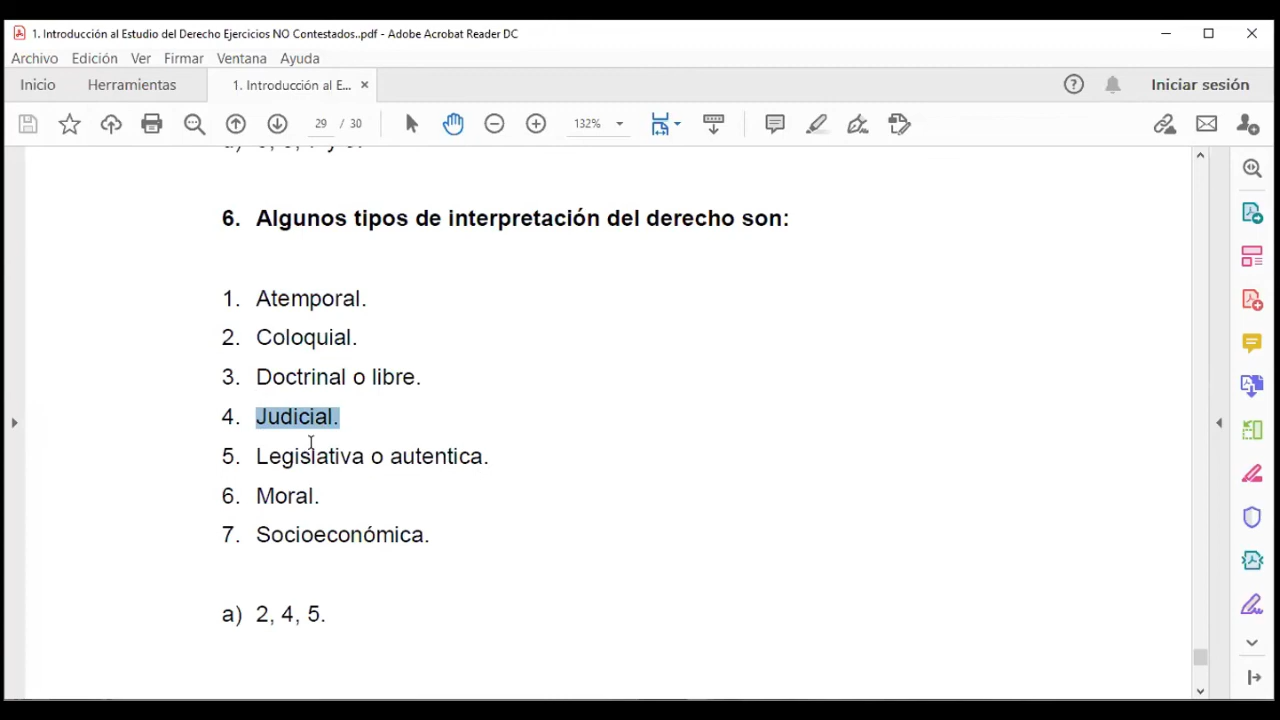 1. Introducción al Estudio del Derecho Ejercicios NO Contestados..pdf - Adobe Acrobat Reader DC
Archivo Edición Ver Firmar Ventana Ayuda
Inicio Herramientas 1. Introducción al E... × Iniciar sesión
29 / 30 132%
6. Algunos tipos de interpretación del derecho son:
1. Atemporal.
2. Coloquial.
3. Doctrinal o libre.
4. Judicial.
5. Legislativa o autentica.
6. Moral.
7. Socioeconómica.
a) 2, 4, 5.